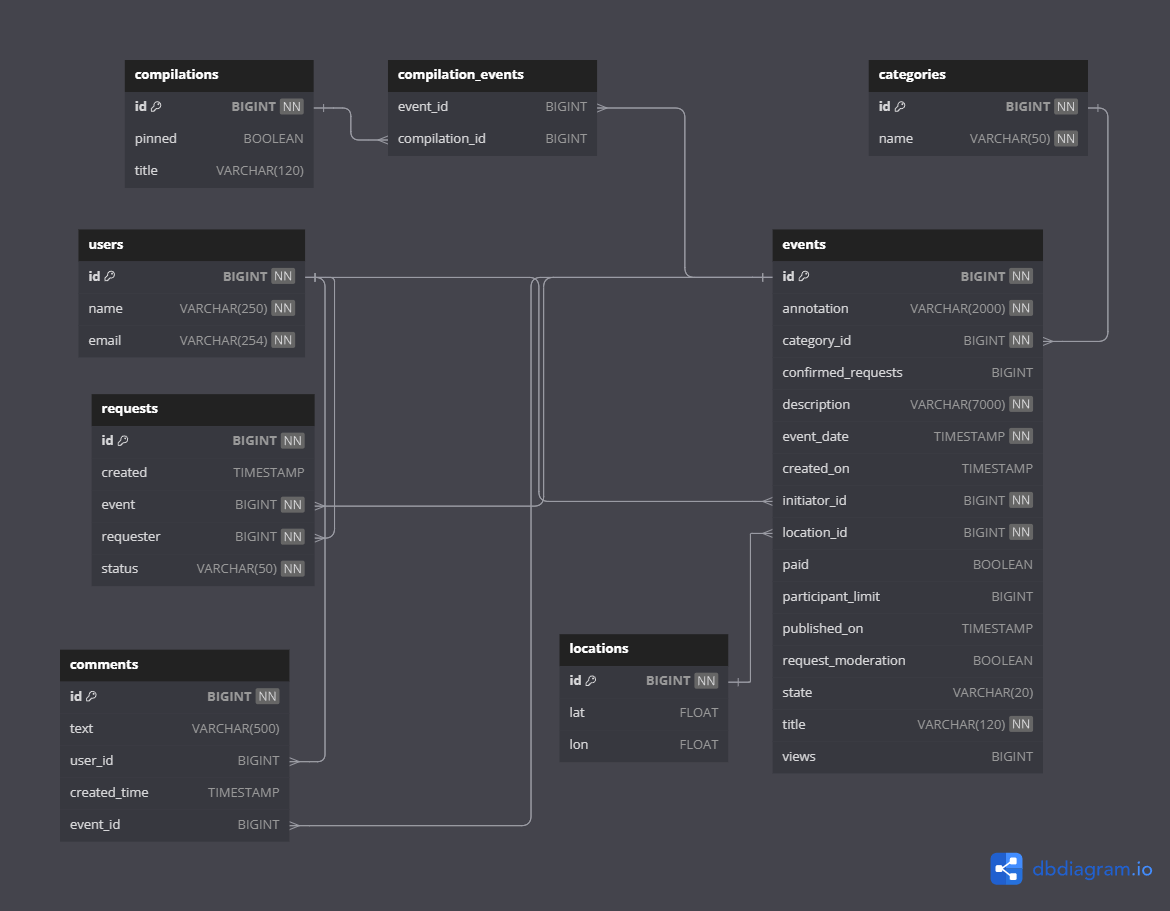 compilations
id BIGINT NN
pinned BOOLEAN
title VARCHAR(120)
compilation_events
event_id BIGINT
compilation_id BIGINT
categories
id BIGINT NN
name VARCHAR(50) NN
users
id BIGINT NN
name VARCHAR(250) NN
email VARCHAR(254) NN
events
id BIGINT NN
annotation VARCHAR(2000) NN
category_id BIGINT NN
confirmed_requests BIGINT
description VARCHAR(7000) NN
event_date TIMESTAMP NN
created_on TIMESTAMP
initiator_id BIGINT NN
location_id BIGINT NN
paid BOOLEAN
participant_limit BIGINT
published_on TIMESTAMP
request_moderation BOOLEAN
state VARCHAR(20)
title VARCHAR(120) NN
views BIGINT
requests
id BIGINT NN
created TIMESTAMP
event BIGINT NN
requester BIGINT NN
status VARCHAR(50) NN
locations
id BIGINT NN
lat FLOAT
lon FLOAT
comments
id BIGINT NN
text VARCHAR(500)
user_id BIGINT
created_time TIMESTAMP
event_id BIGINT
dbdiagram.io